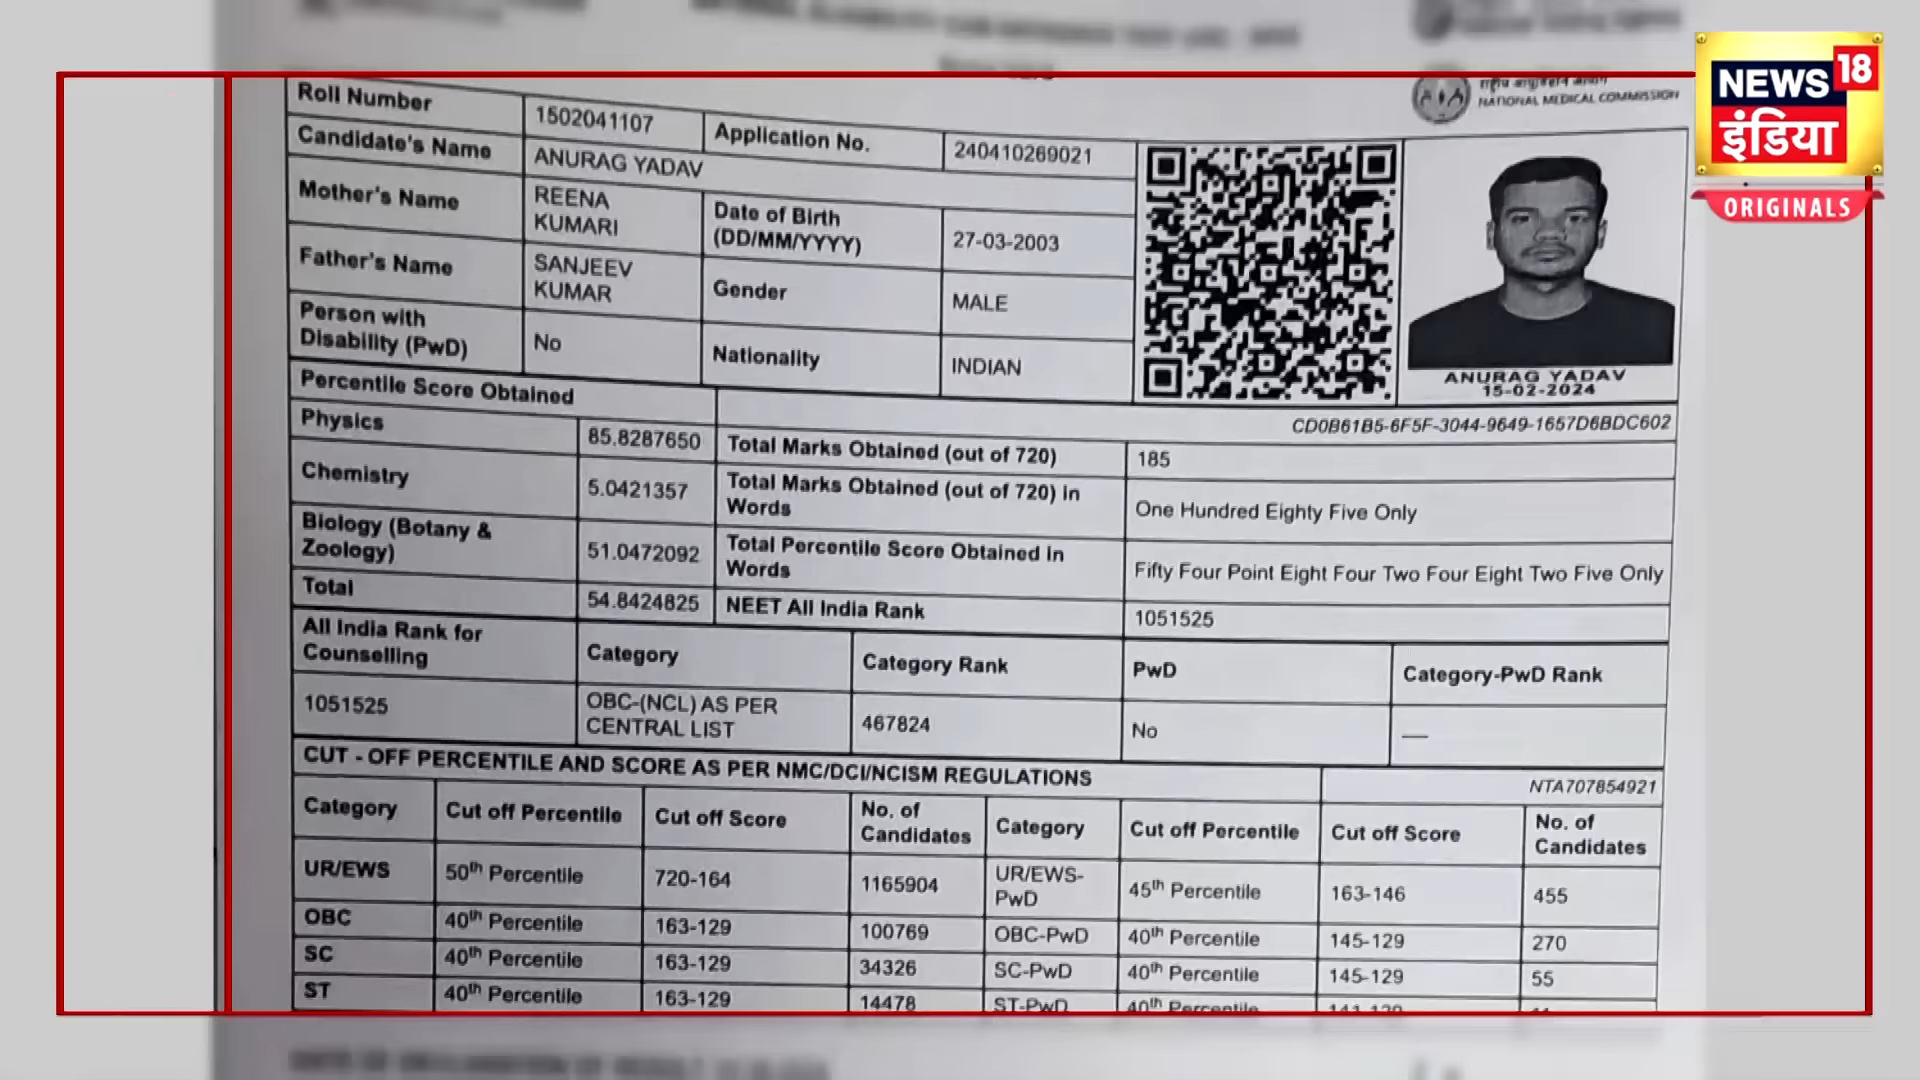 NEWS 18
इंडिया
ORIGINALS
NATIONAL MEDICAL COMMISSION
Roll Number 1502041107 Application No. 240410269021
Candidate's Name ANURAG YADAV
Mother's Name REENA KUMARI Date of Birth (DD/MM/YYYY) 27-03-2003
Father's Name SANJEEV KUMAR Gender MALE
Person with Disability (PwD) No Nationality INDIAN
ANURAG YADAV
15-02-2024
Percentile Score Obtained CD0B61B5-6F5F-3044-9649-1657D6BDC602
Physics 85.8287650 Total Marks Obtained (out of 720) 185
Chemistry 5.0421357 Total Marks Obtained (out of 720) in Words One Hundred Eighty Five Only
Biology (Botany & Zoology) 51.0472092 Total Percentile Score Obtained in Words Fifty Four Point Eight Four Two Four Eight Two Five Only
Total 54.8424825 NEET All India Rank 1051525
All India Rank for Counselling Category Category Rank PwD Category-PwD Rank
1051525 OBC-(NCL) AS PER CENTRAL LIST 467824 No —
CUT - OFF PERCENTILE AND SCORE AS PER NMC/DCI/NCISM REGULATIONS NTA707854921
Category Cut off Percentile Cut off Score No. of Candidates Category Cut off Percentile Cut off Score No. of Candidates
UR/EWS 50th Percentile 720-164 1165904 UR/EWS-PwD 45th Percentile 163-146 455
OBC 40th Percentile 163-129 100769 OBC-PwD 40th Percentile 145-129 270
SC 40th Percentile 163-129 34326 SC-PwD 40th Percentile 145-129 55
ST 40th Percentile 163-129 14478 ST-PwD 40th Percentile